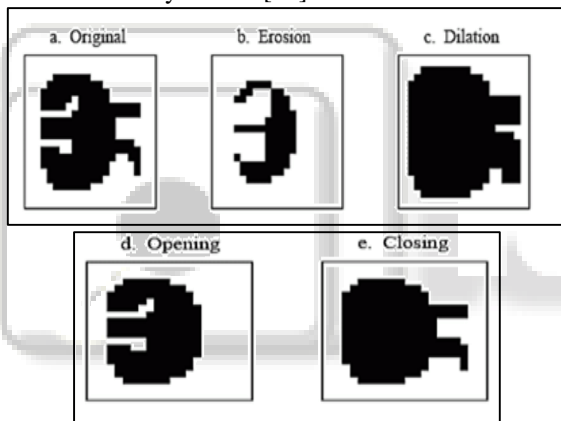 a. Original b. Erosion c. Dilation
d. Opening e. Closing